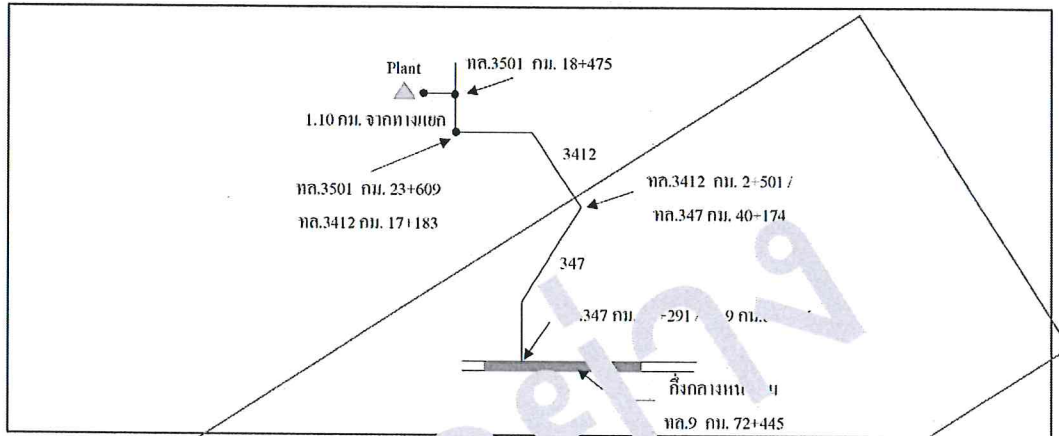 Plant
ทล.3501 กม. 18+475
1.10 กม. จากทางแยก
3412
ทล.3501 กม. 23+609
ทล.3412 กม. 17+183
ทล.3412 กม. 2+501 /
ทล.347 กม. 40+174
347
.347 กม. +291 / 9 กม.
กึ่งกลาง
ทล.9 กม. 72+445